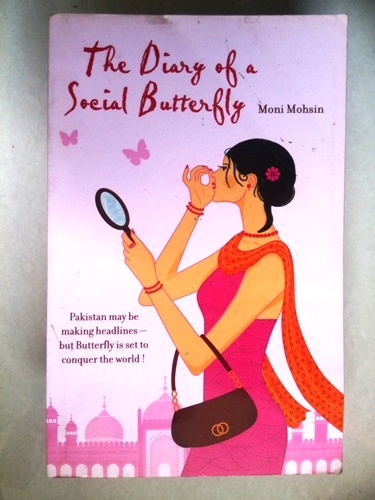 The Diary of a
Social Butterfly
Moni Mohsin
Pakistan may be
making headlines –
but Butterfly is set to
conquer the world !